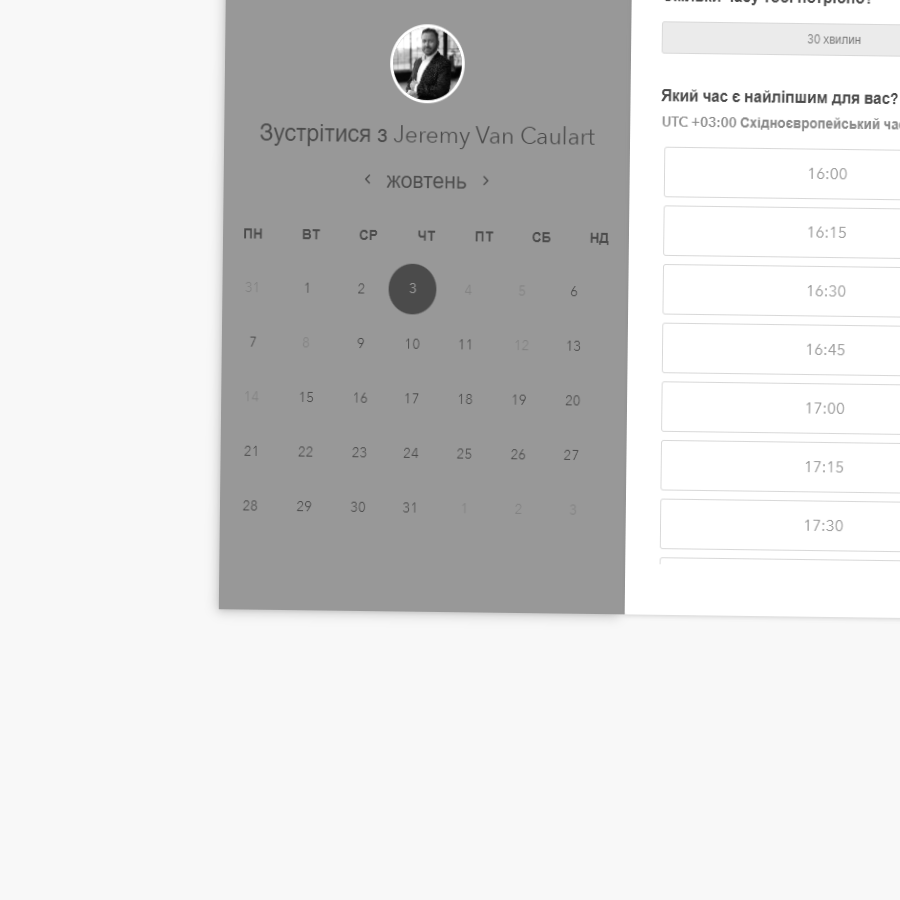 Зустрітися з Jeremy Van Caulart
жовтень
ПН ВТ СР ЧТ ПТ СБ НД
31 1 2 3 4 5 6
7 8 9 10 11 12 13
14 15 16 17 18 19 20
21 22 23 24 25 26 27
28 29 30 31 1 2 3
часу тобі потрібно?
30 хвилин
Який час є найліпшим для вас?
UTC +03:00 Східноєвропейський
16:00
16:15
16:30
16:45
17:00
17:15
17:30